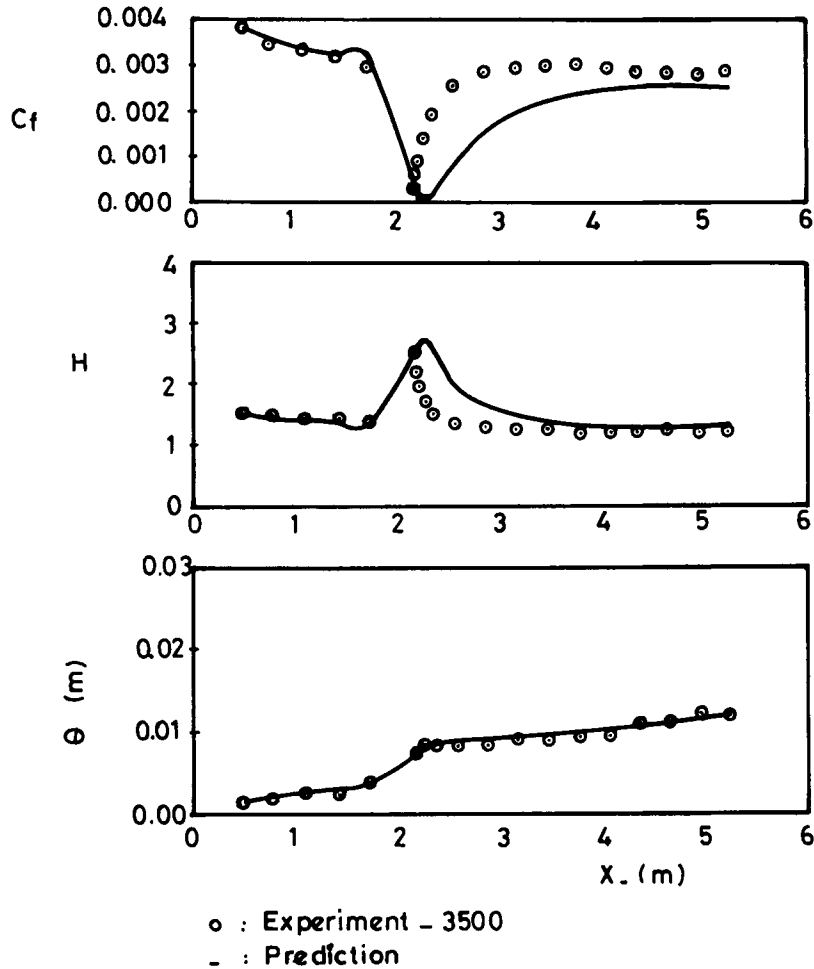 0.004
0.003
Cf
0.002
0.001
0.000
0 1 2 3 4 5 6
4
3
H
2
1
0
0 1 2 3 4 5 6
0.03
0.02
θ (m)
0.01
0.00
0 1 2 3 4 5 6
X - (m)
o : Experiment - 3500
- : Prediction